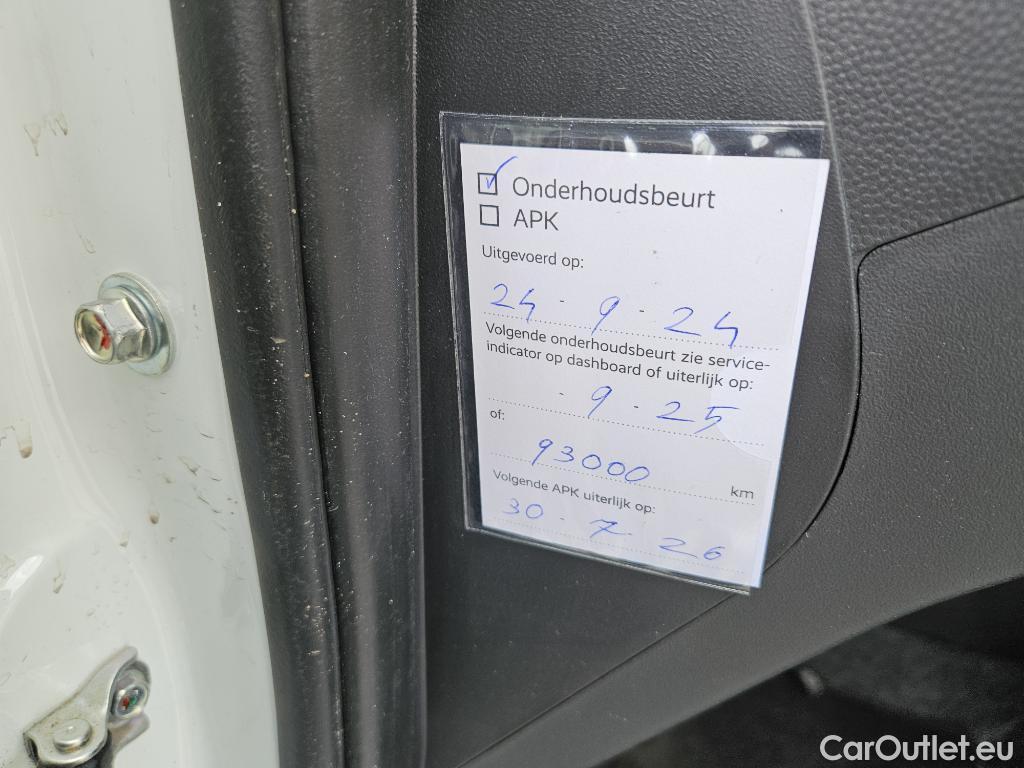 Onderhoudsbeurt
APK
Uitgevoerd op:
24 - 9 - 24
Volgende onderhoudsbeurt zie service-
indicator op dashboard of uiterlijk op:
- 9 - 25
of:
93000 km
Volgende APK uiterlijk op:
30 - 7 - 26
CarOutlet.eu